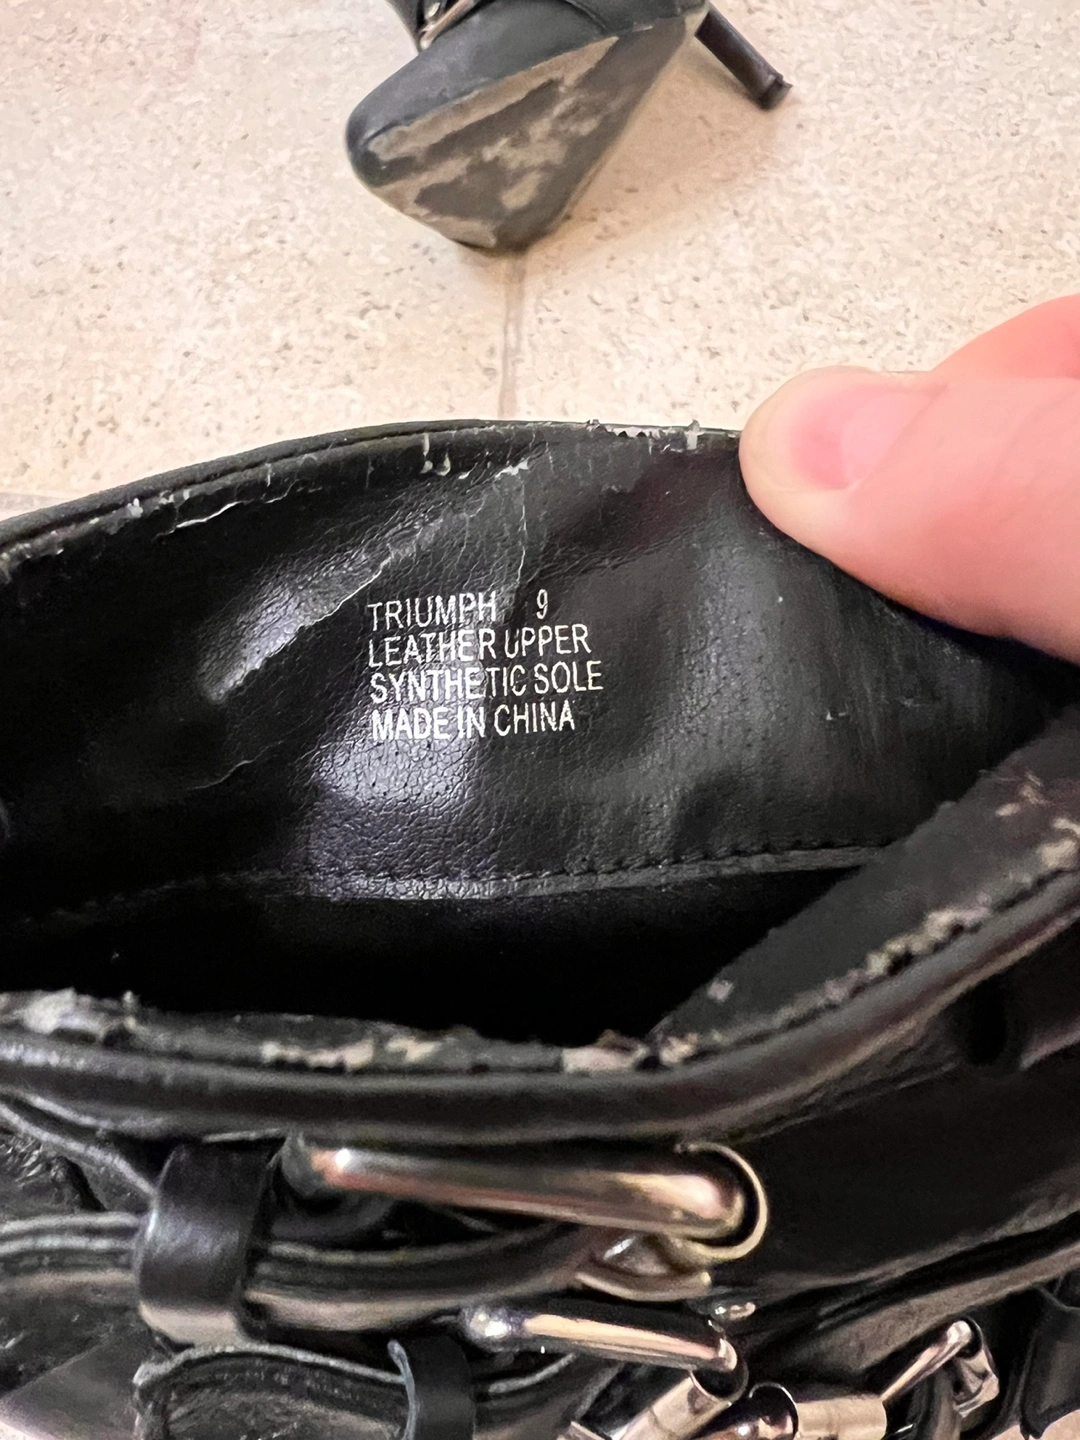 TRIUMPH 9
LEATHER UPPER
SYNTHETIC SOLE
MADE IN CHINA